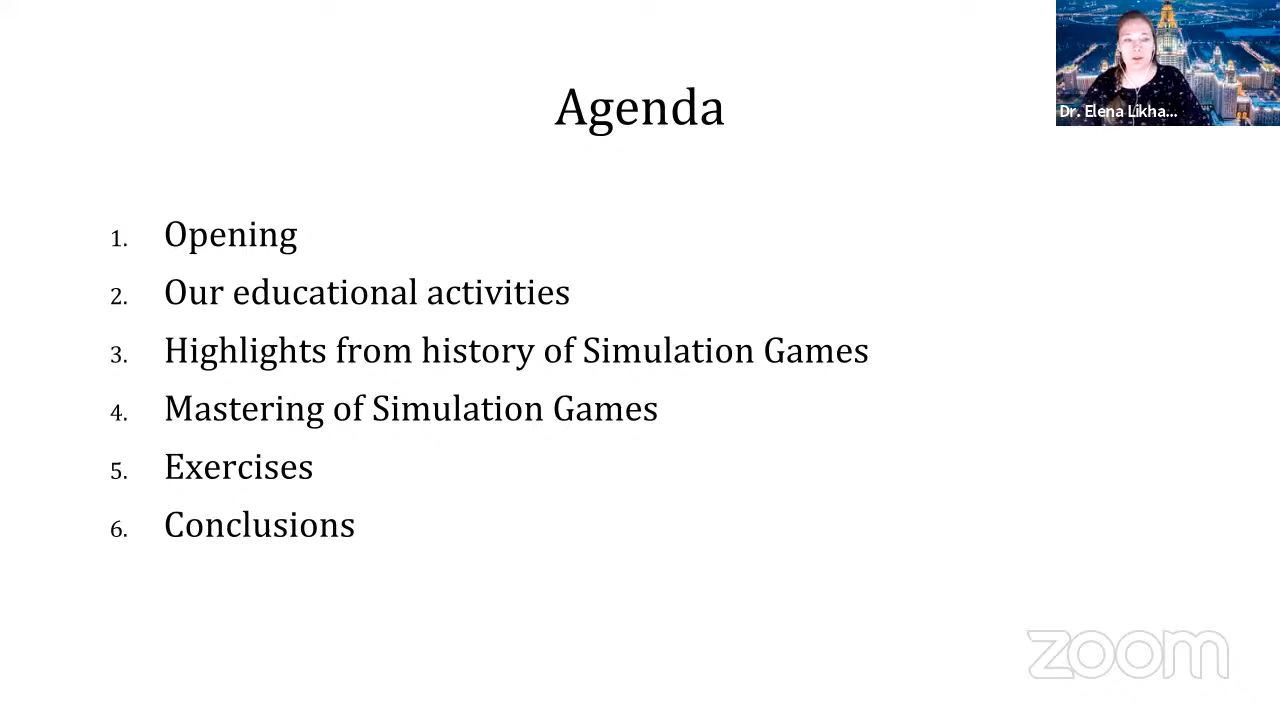 Agenda
Dr. Elena Likha...
1. Opening
2. Our educational activities
3. Highlights from history of Simulation Games
4. Mastering of Simulation Games
5. Exercises
6. Conclusions
zoom